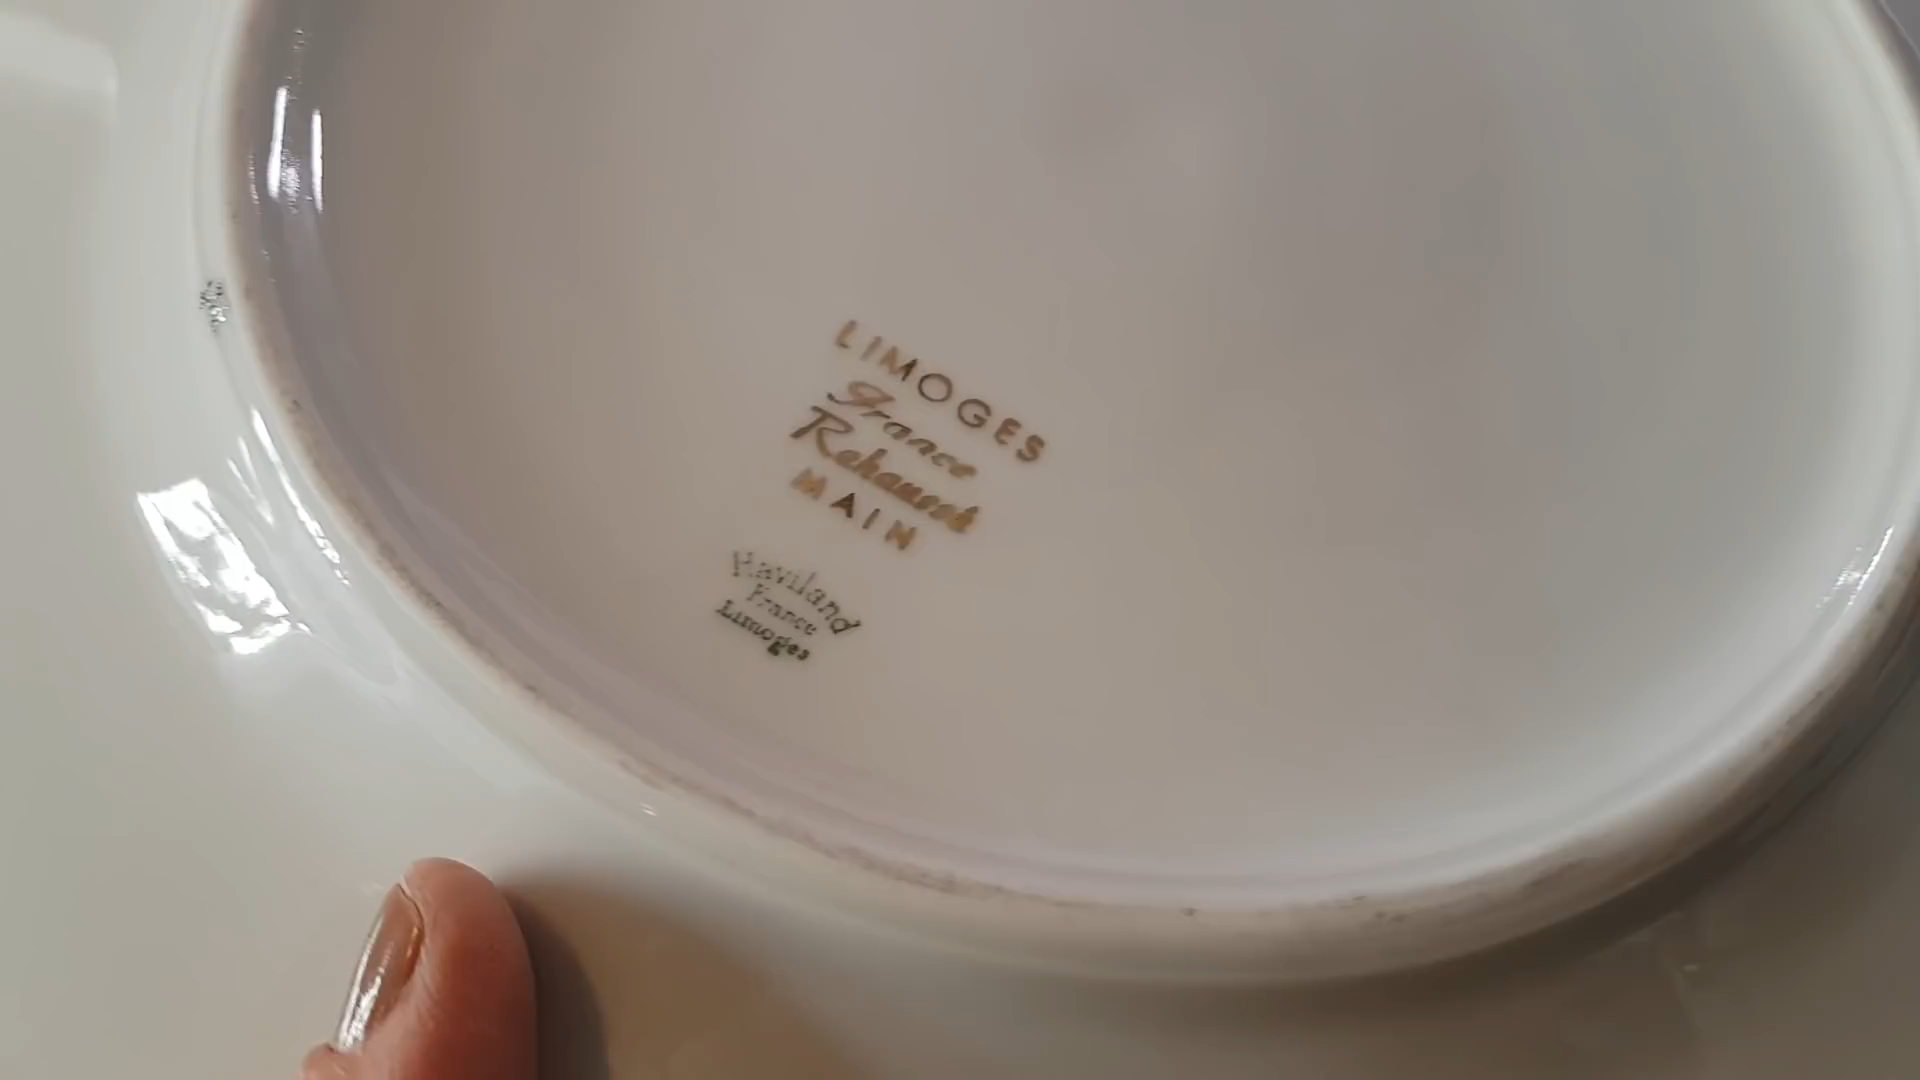 LIMOGES
France
Rehaussé
MAIN
Haviland
France
Limoges